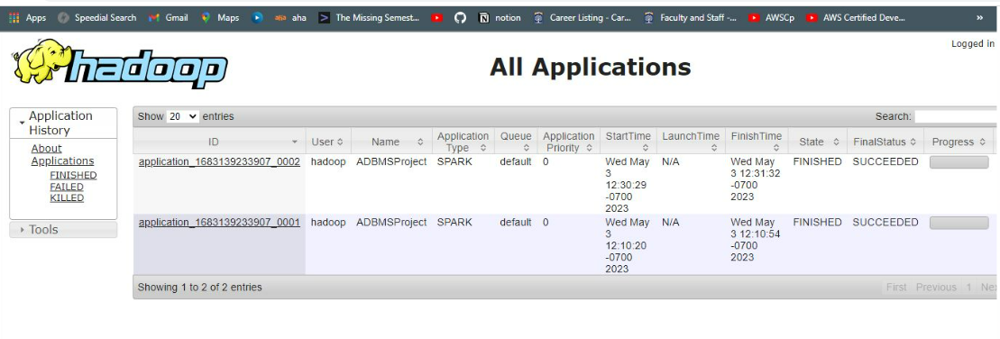 Apps Speedial Search Gmail Maps aha The Missing Semest... notion Career Listing - Car... Faculty and Staff -... AWSCp AWS Certified Deve... »
Logged in
hadoop
All Applications
Application History
About
Applications
FINISHED
FAILED
KILLED
Tools
Show 20 entries Search:
ID User Name Application Type Queue Application Priority StartTime LaunchTime FinishTime State FinalStatus Progress
application_1683139233907_0002 hadoop ADBMSProject SPARK default 0 Wed May 3 12:30:29 -0700 2023 N/A Wed May 3 12:31:32 -0700 2023 FINISHED SUCCEEDED
application_1683139233907_0001 hadoop ADBMSProject SPARK default 0 Wed May 3 12:10:20 -0700 2023 N/A Wed May 3 12:10:54 -0700 2023 FINISHED SUCCEEDED
Showing 1 to 2 of 2 entries First Previous 1 Nex